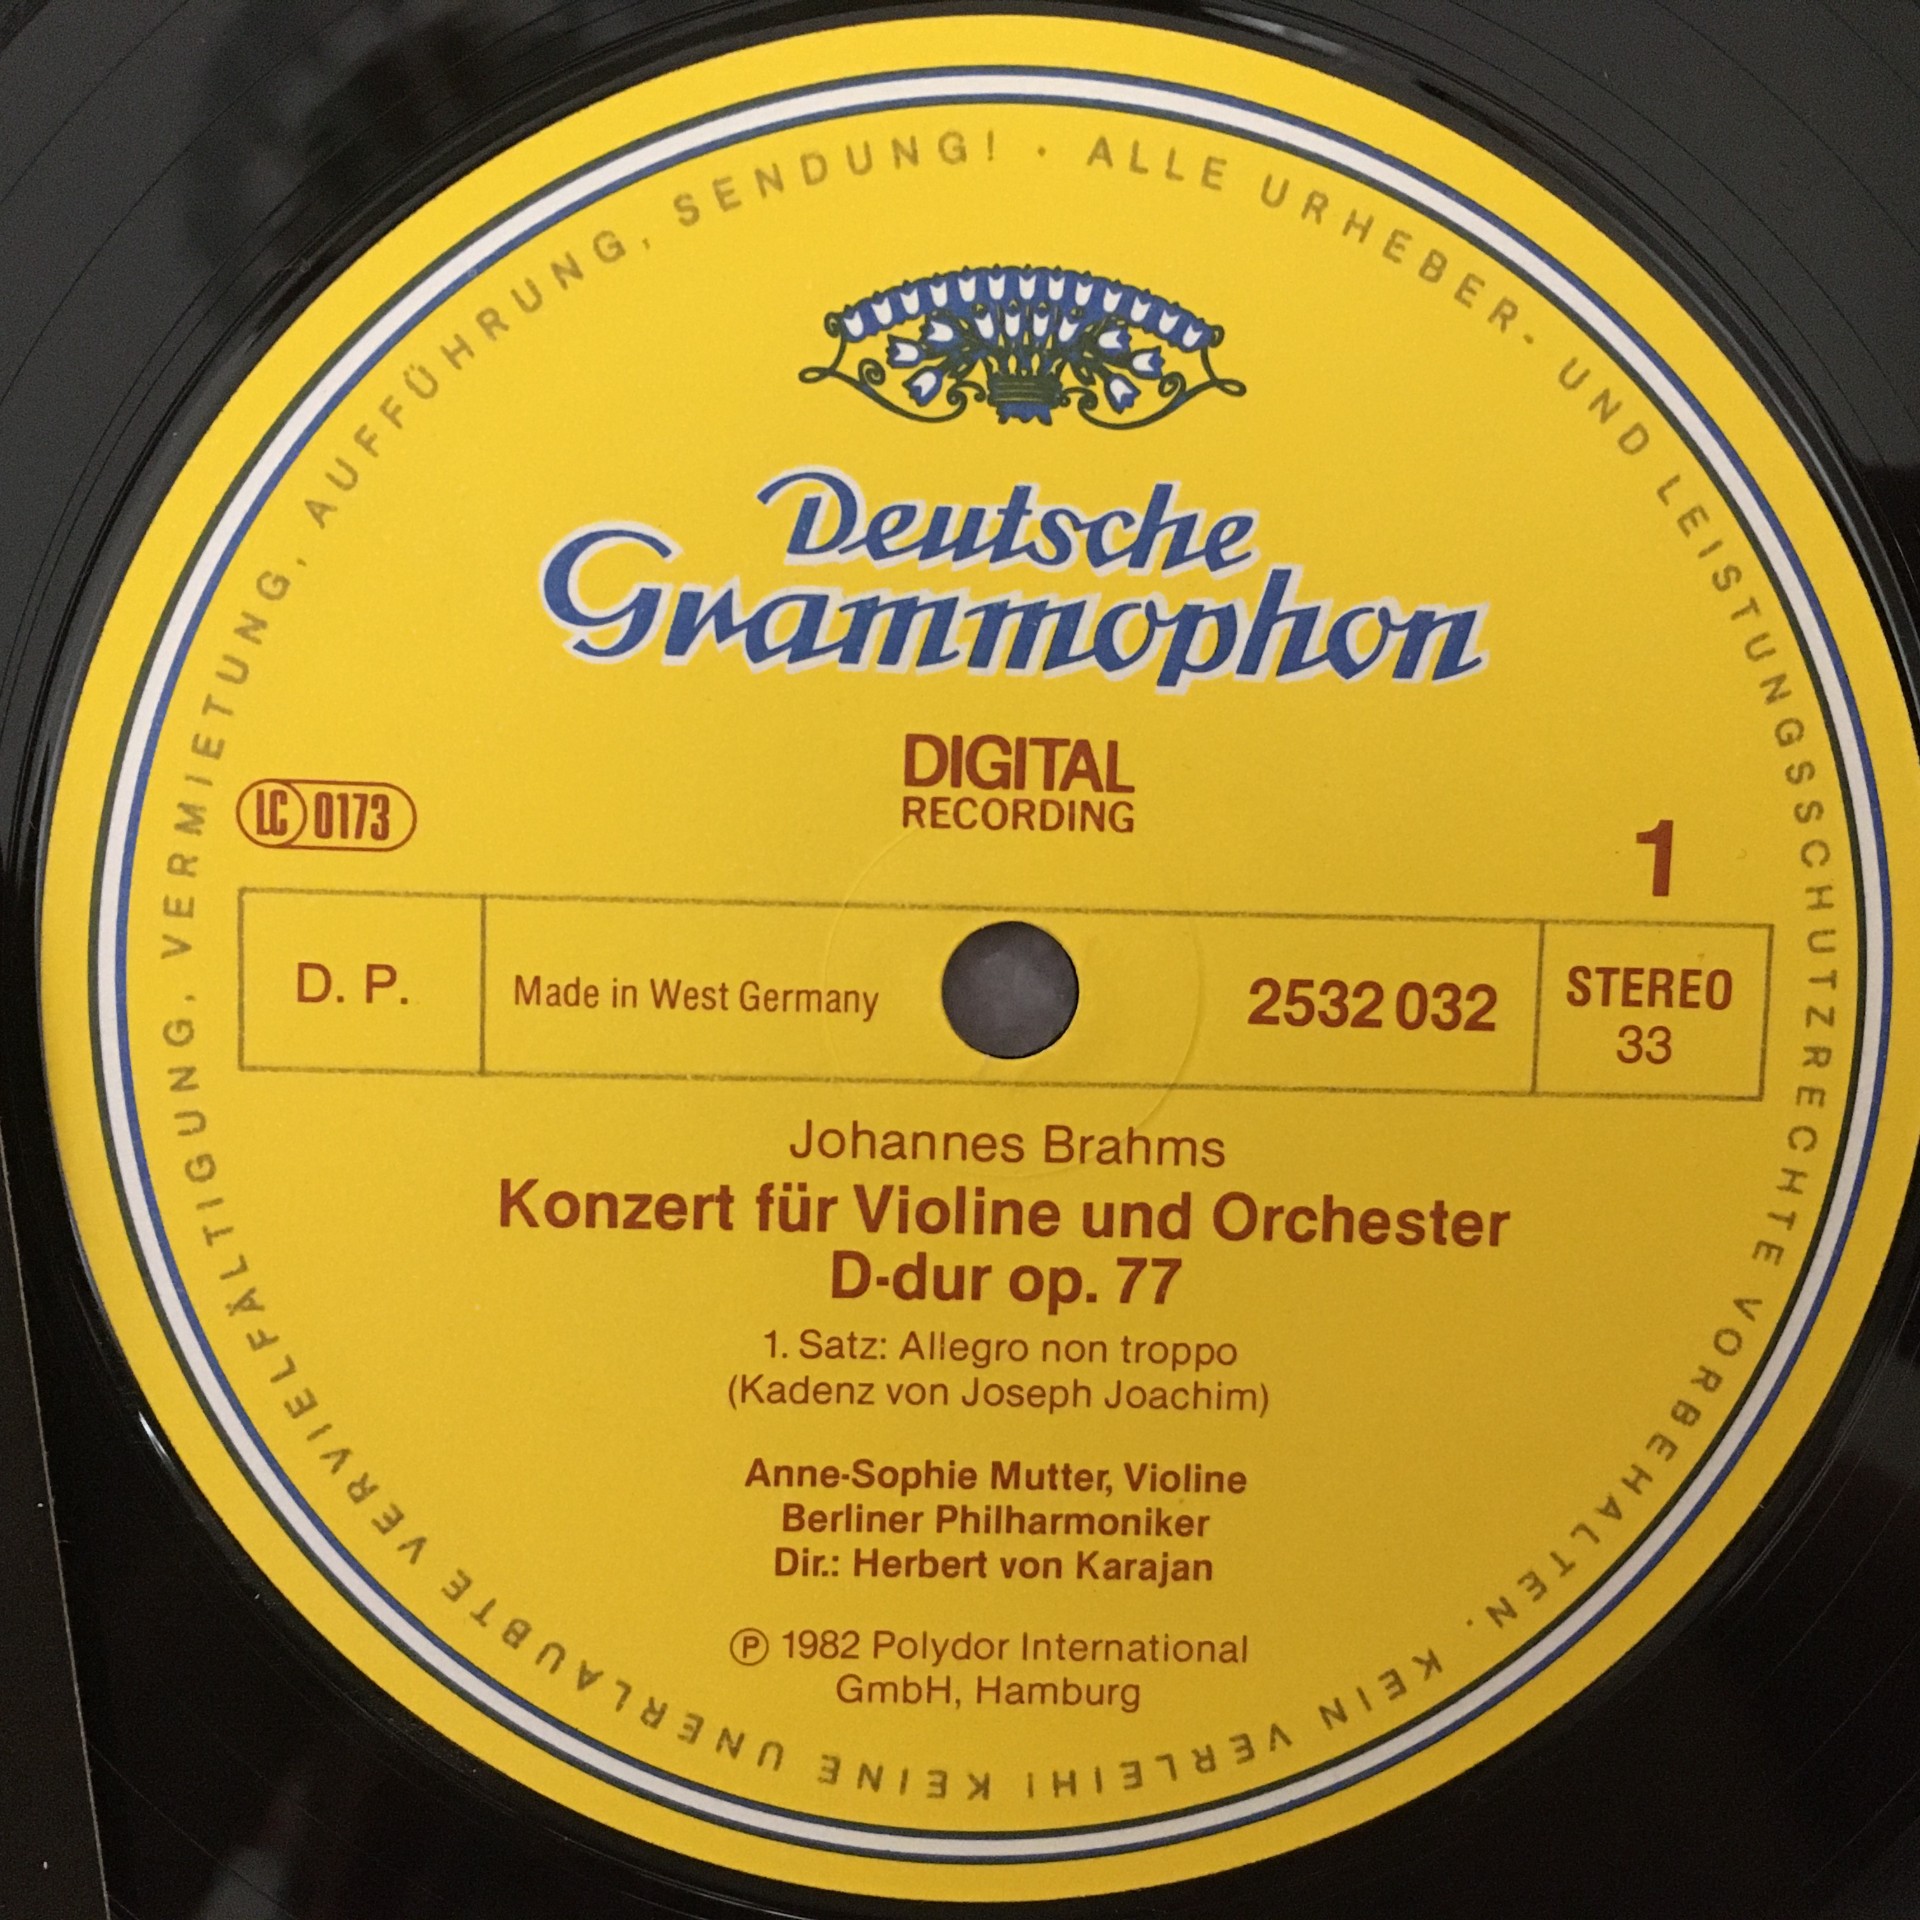 ALLE URHEBER- UND LEISTUNGSSCHUTZRECHTE VORBEHALTEN. KEIN VERLEIH! KEINE UNERLAUBTE VERVIELFÄLTIGUNG, VERMIETUNG, AUFFÜHRUNG, SENDUNG! ·
Deutsche
Grammophon
DIGITAL
RECORDING
LC 0173
1
D. P.
Made in West Germany
2532 032
STEREO
33
Johannes Brahms
Konzert für Violine und Orchester
D-dur op. 77
1. Satz: Allegro non troppo
(Kadenz von Joseph Joachim)
Anne-Sophie Mutter, Violine
Berliner Philharmoniker
Dir.: Herbert von Karajan
℗ 1982 Polydor International
GmbH, Hamburg